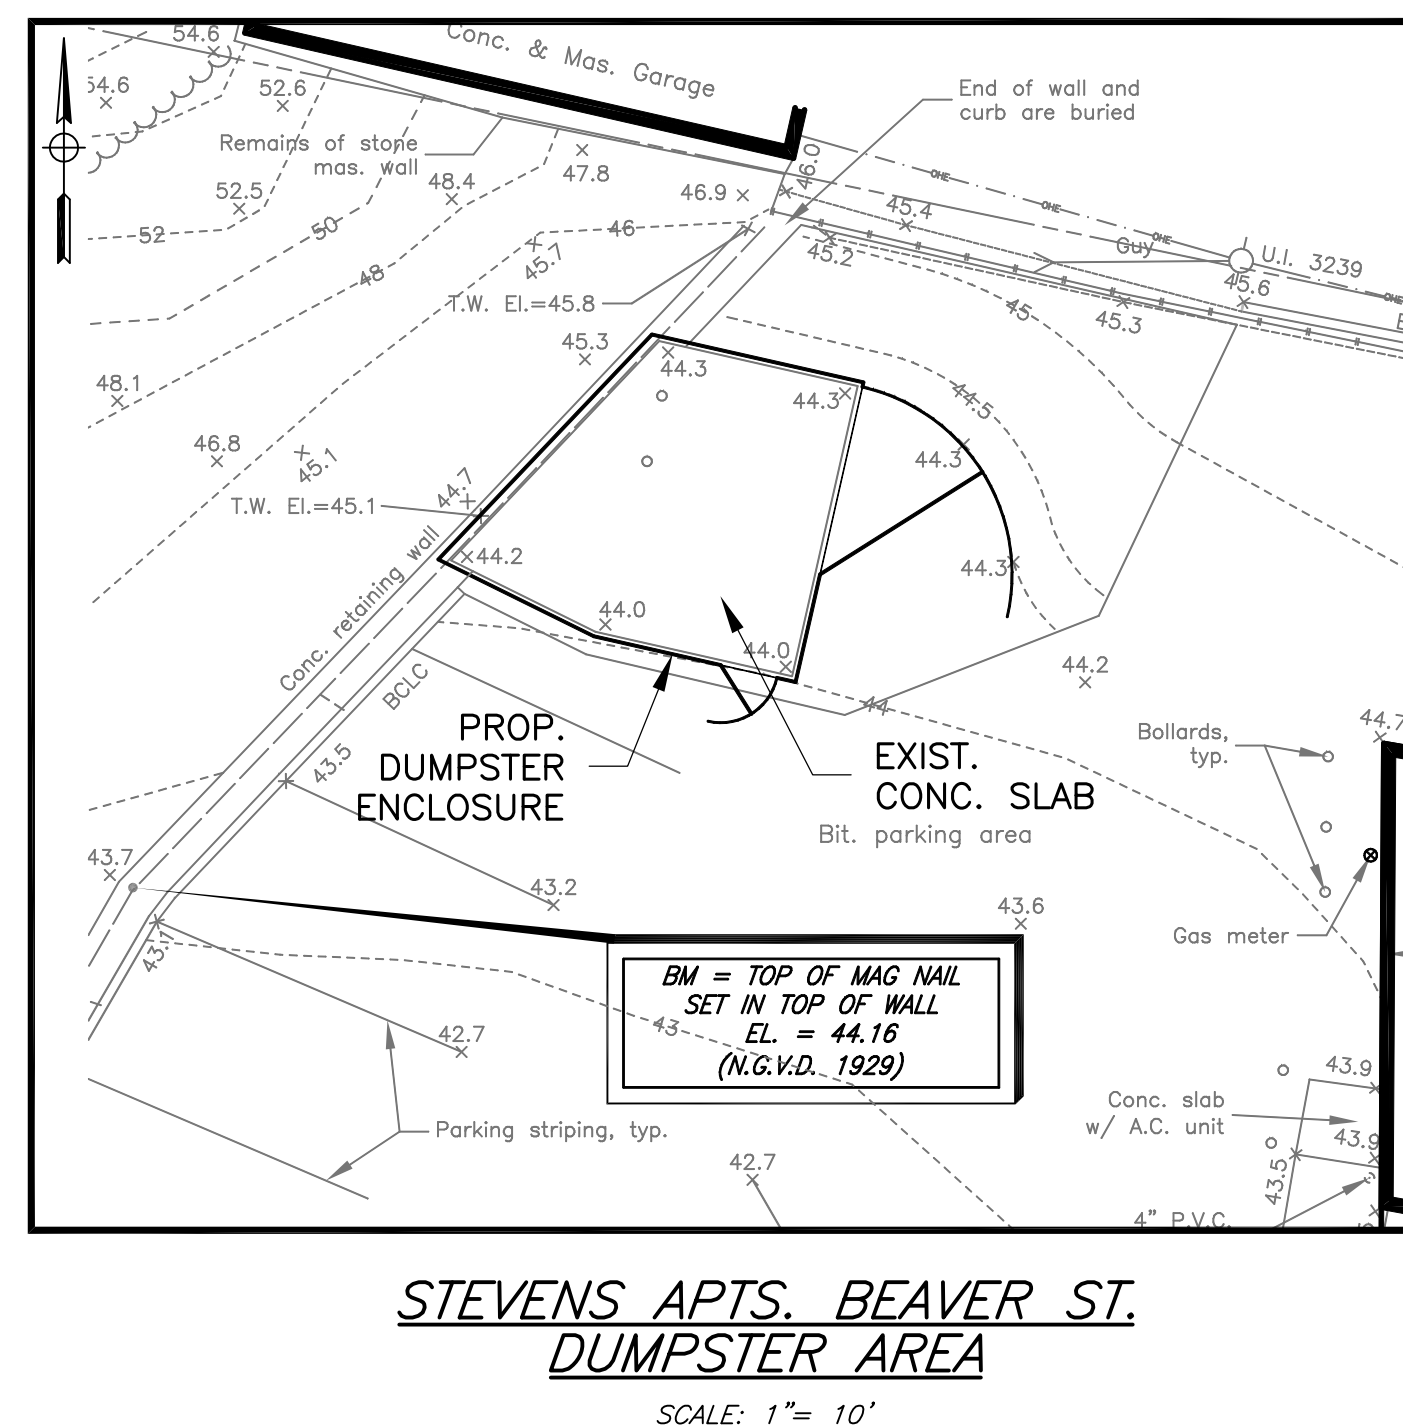 54.6
Conc. & Mas. Garage
54.6
52.6
End of wall and
curb are buried
Remains of stone
mas. wall
47.8
48.4
46.9
46.0
OHE
52.5
45.4
OHE
52
50
46
45.7
45.2
OHE
Guy
U.I. 3239
48
T.W. El.=45.8
45.6
OHE
45
45.3
45.3
44.3
48.1
44.3
44.5
46.8
45.1
44.3
44.7
T.W. El.=45.1
44.2
44.3
Conc. retaining wall
44.0
44.0
44.2
BCLC
44
44.7
PROP.
DUMPSTER
ENCLOSURE
EXIST.
CONC. SLAB
Bollards,
typ.
43.5
Bit. parking area
43.7
43.2
43.6
Gas meter
43.1
BM = TOP OF MAG NAIL
SET IN TOP OF WALL
EL. = 44.16
(N.G.V.D. 1929)
43
42.7
43.9
Conc. slab
w/ A.C. unit
Parking striping, typ.
43.9
42.7
43.5
4" P.V.C.
STEVENS APTS. BEAVER ST.
DUMPSTER AREA
SCALE: 1"= 10'